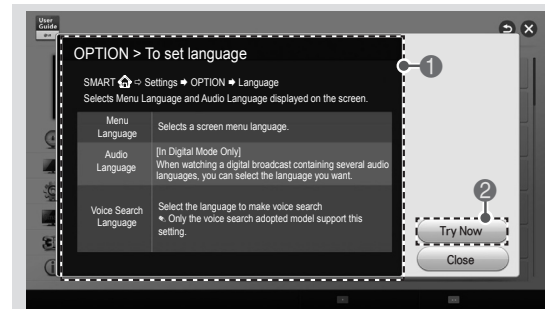 User
Guide
OPTION > To set language
1
SMART ⇨ Settings ➡ OPTION ➡ Language
Selects Menu Language and Audio Language displayed on the screen.
Menu
Language
Selects a screen menu language.
Audio
Language
[In Digital Mode Only]
When watching a digital broadcast containing several audio
languages, you can select the language you want.
Voice Search
Language
Select the language to make voice search
. Only the voice search adopted model support this
setting.
2
Try Now
Close